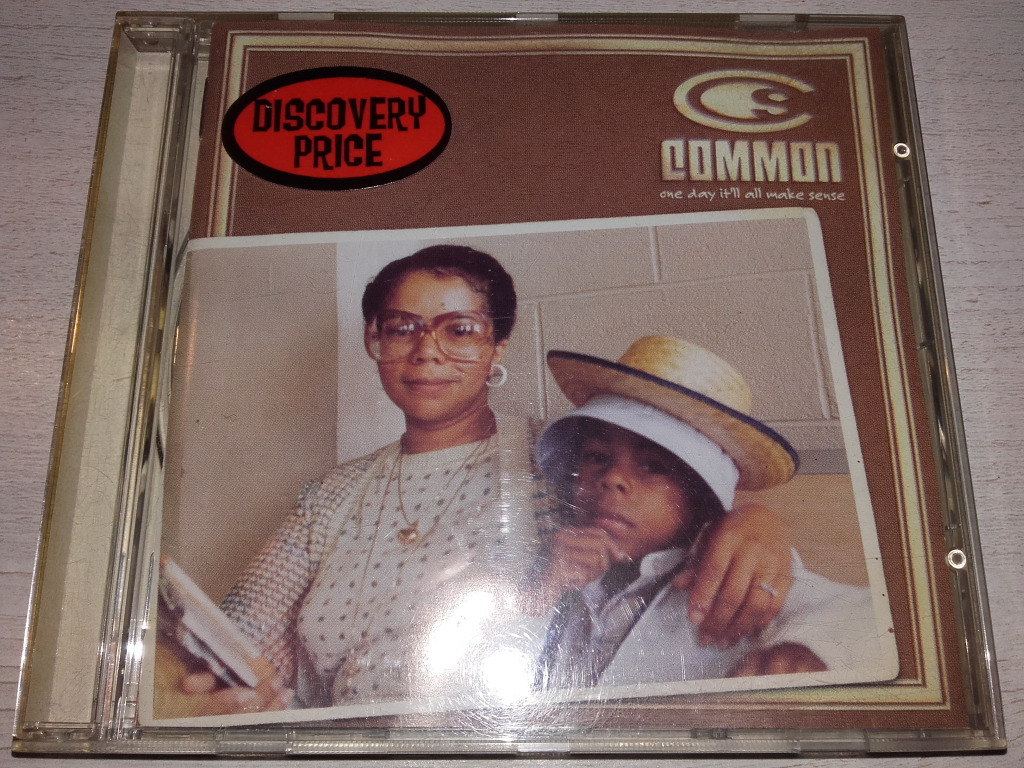 DISCOVERY
PRICE
COMMON
one day it'll all make sense